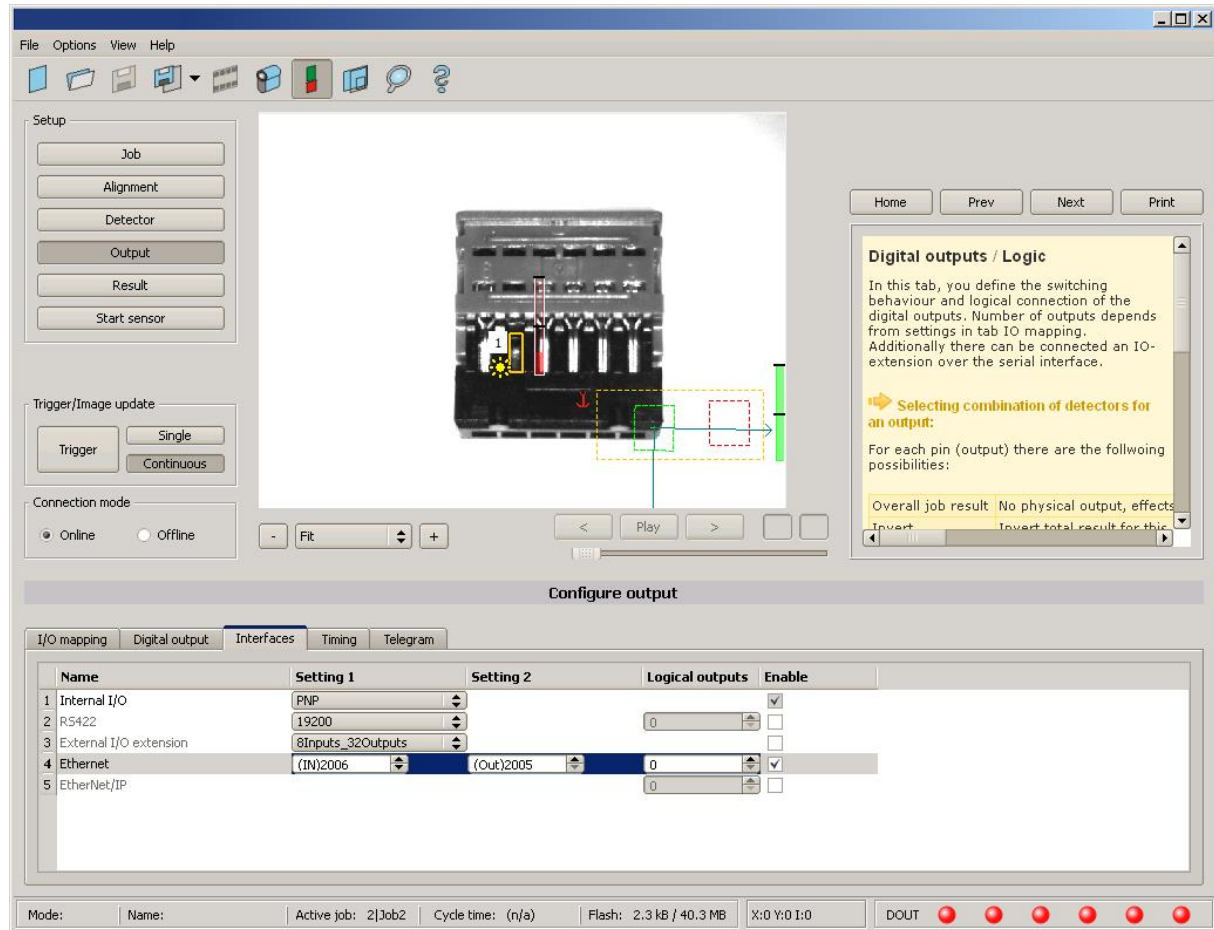 File Options View Help
Setup
Job
Alignment
Detector
Output
Result
Start sensor
Trigger/Image update
Trigger
Single
Continuous
Connection mode
Online Offline
1
- Fit +
< Play >
Home Prev Next Print
Digital outputs / Logic
In this tab, you define the switching
behaviour and logical connection of the
digital outputs. Number of outputs depends
from settings in tab IO mapping.
Additionally there can be connected an IO-
extension over the serial interface.
Selecting combination of detectors for
an output:
For each pin (output) there are the follwoing
possibilities:
Overall job result No physical output, effects
Invert Invert total result for this
Configure output
I/O mapping Digital output Interfaces Timing Telegram
Name Setting 1 Setting 2 Logical outputs Enable
1 Internal I/O PNP
2 RS422 19200 0
3 External I/O extension 8Inputs_32Outputs
4 Ethernet (IN)2006 (Out)2005 0
5 EtherNet/IP 0
Mode: Name: Active job: 2|Job2 Cycle time: (n/a) Flash: 2.3 kB / 40.3 MB X:0 Y:0 I:0 DOUT